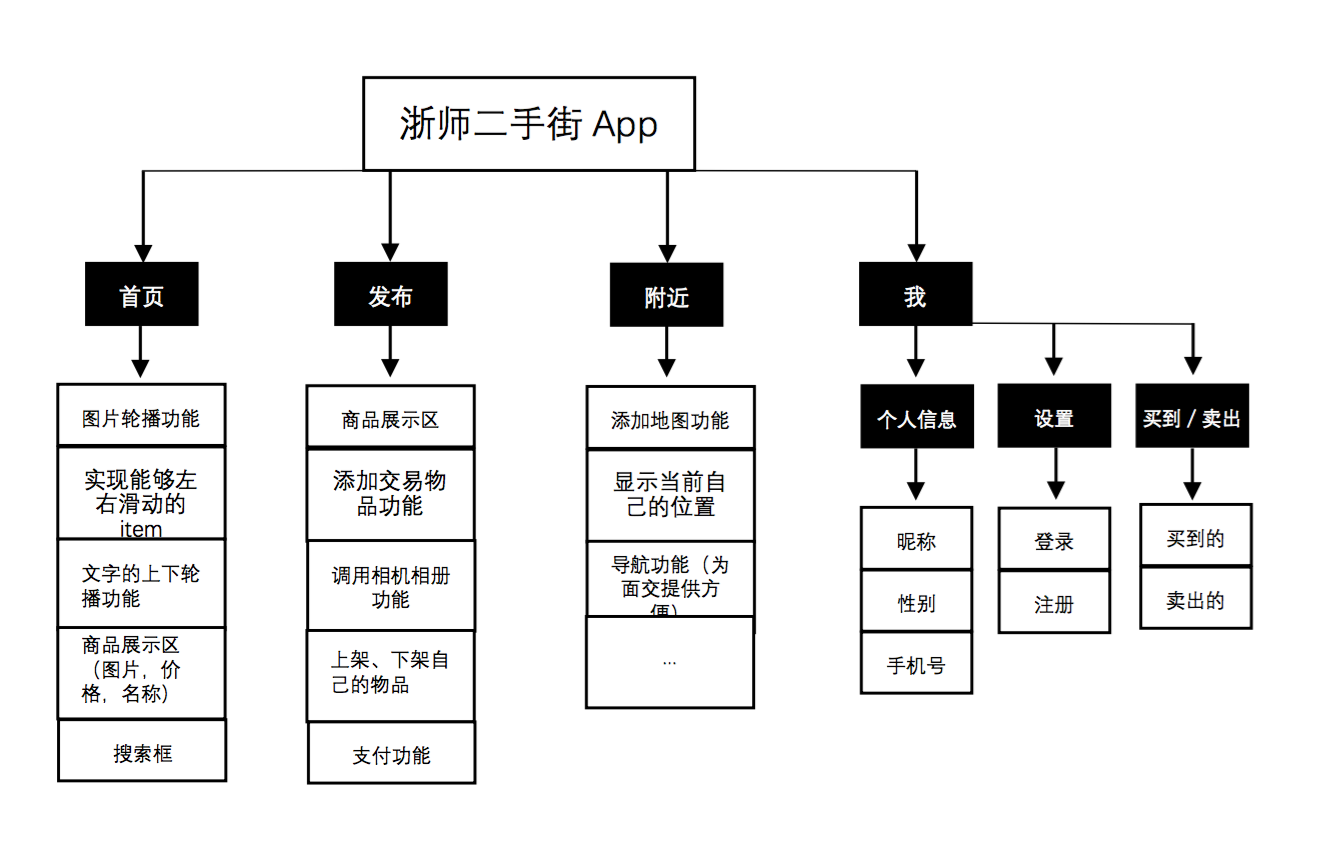 浙师二手街 App
首页
发布
附近
我
图片轮播功能
实现能够左
右滑动的
item
文字的上下轮
播功能
商品展示区
（图片，价
格，名称）
搜索框
商品展示区
添加交易物
品功能
调用相机相册
功能
上架、下架自
己的物品
支付功能
添加地图功能
显示当前自
己的位置
导航功能（为
面交提供方
便）
...
个人信息
设置
买到 / 卖出
昵称
性别
手机号
登录
注册
买到的
卖出的